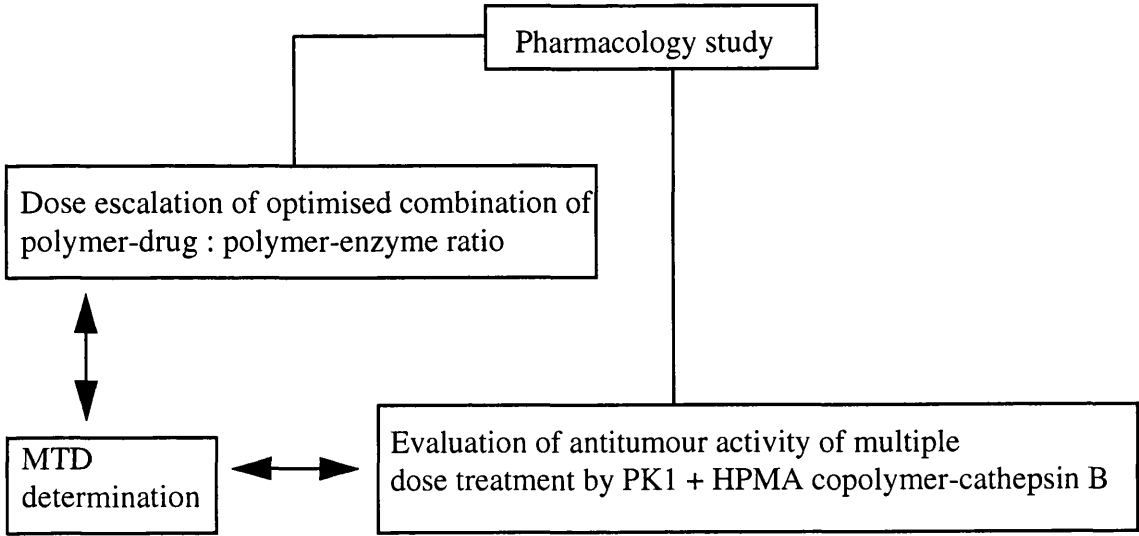 Pharmacology study
Dose escalation of optimised combination of
polymer-drug : polymer-enzyme ratio
MTD
determination
Evaluation of antitumour activity of multiple
dose treatment by PK1 + HPMA copolymer-cathepsin B